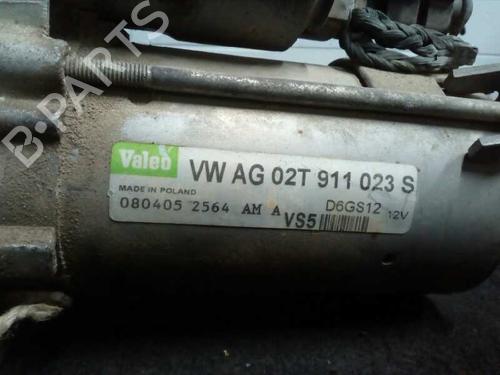 Valeo VW AG 02T 911 023 S
MADE IN POLAND
080405 2564 AM A VS5 D6GS12 12V
B-PARTS